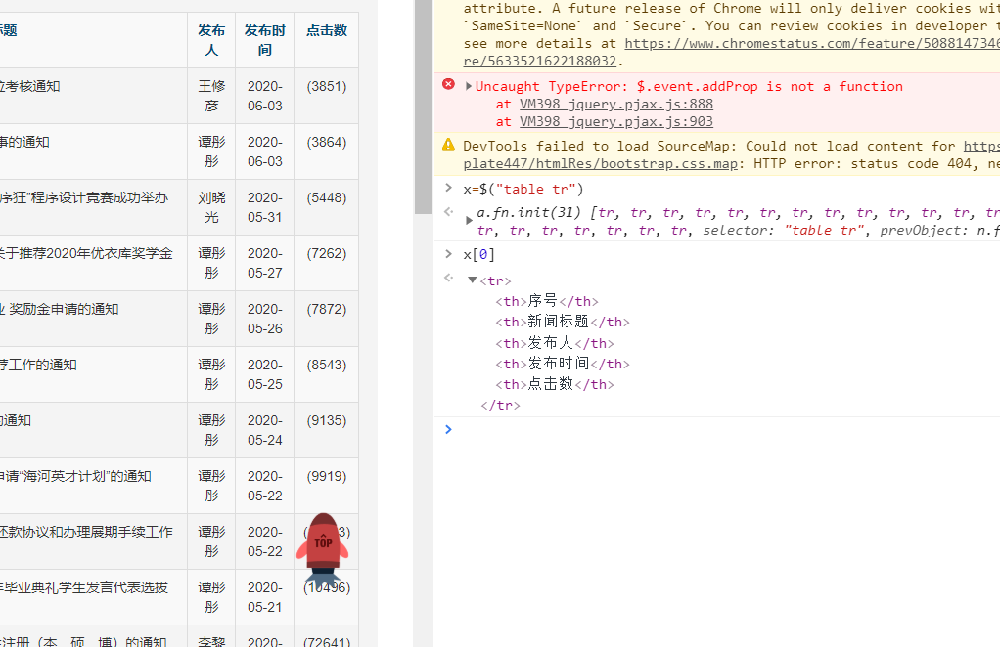 标题 发布人 发布时间 点击数
位考核通知 王修彦 2020-06-03 (3851)
事的通知 谭彤彤 2020-06-03 (3864)
序狂”程序设计竞赛成功举办 刘晓光 2020-05-31 (5448)
关于推荐2020年优衣库奖学金 谭彤彤 2020-05-27 (7262)
业 奖励金申请的通知 谭彤彤 2020-05-26 (7872)
荐工作的通知 谭彤彤 2020-05-25 (8543)
的通知 谭彤彤 2020-05-24 (9135)
申请“海河英才计划”的通知 谭彤彤 2020-05-22 (9919)
还款协议和办理展期手续工作 谭彤彤 2020-05-22
TOP
年毕业典礼学生发言代表选拔 谭彤彤 2020-05-21 (10496)
注册（本、硕、博）的通知 李黎 2020- (72641)
attribute. A future release of Chrome will only deliver cookies wit
`SameSite=None` and `Secure`. You can review cookies in developer t
see more details at https://www.chromestatus.com/feature/5088147346
re/5633521622188032.
Uncaught TypeError: $.event.addProp is not a function
at VM398 jquery.pjax.js:888
at VM398 jquery.pjax.js:903
DevTools failed to load SourceMap: Could not load content for https
plate447/htmlRes/bootstrap.css.map: HTTP error: status code 404, ne
> x=$("table tr")
a.fn.init(31) [tr, tr, tr, tr, tr, tr, tr, tr, tr, tr, tr, tr, tr
tr, tr, tr, tr, tr, tr, tr, selector: "table tr", prevObject: n.f
> x[0]
<tr>
<th>序号</th>
<th>新闻标题</th>
<th>发布人</th>
<th>发布时间</th>
<th>点击数</th>
</tr>
>